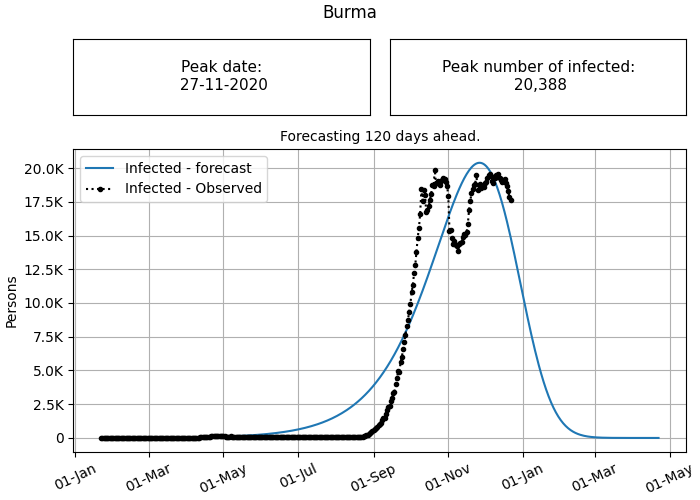 Burma
Peak date:
27-11-2020
Peak number of infected:
20,388
Forecasting 120 days ahead.
Infected - forecast
Infected - Observed
Persons
20.0K
17.5K
15.0K
12.5K
10.0K
7.5K
5.0K
2.5K
0
01-Jan
01-Mar
01-May
01-Jul
01-Sep
01-Nov
01-Jan
01-Mar
01-May